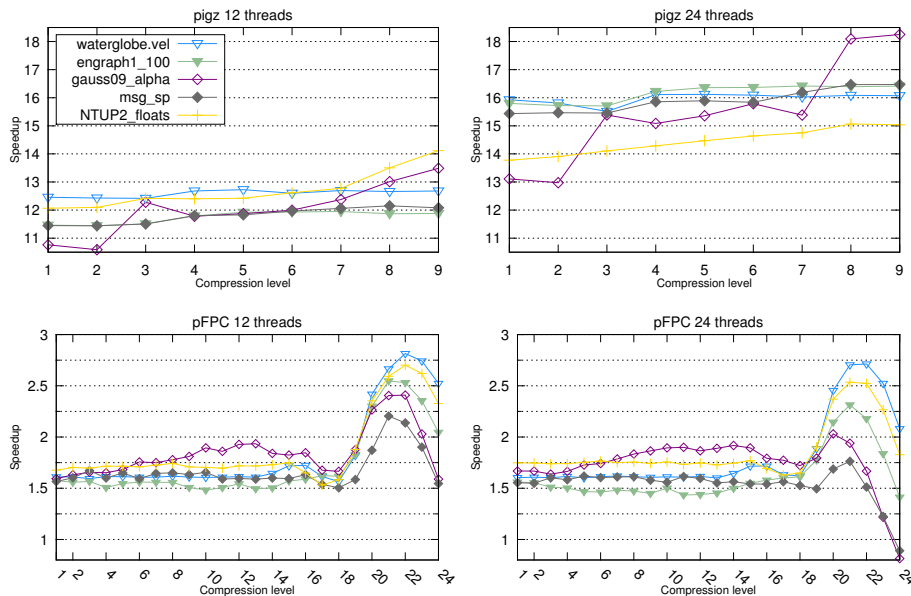 pigz 12 threads
18
17
16
15
14
13
12
11
Speedup
waterglobe.vel
engraph1_100
gauss09_alpha
msg_sp
NTUP2_floats
1 2 3 4 5 6 7 8 9
Compression level
pigz 24 threads
18
17
16
15
14
13
12
11
Speedup
1 2 3 4 5 6 7 8 9
Compression level
pFPC 12 threads
3
2.5
2
1.5
1
Speedup
1 2 4 6 8 10 12 14 16 18 20 22 24
Compression level
pFPC 24 threads
3
2.5
2
1.5
1
Speedup
1 2 4 6 8 10 12 14 16 18 20 22 24
Compression level